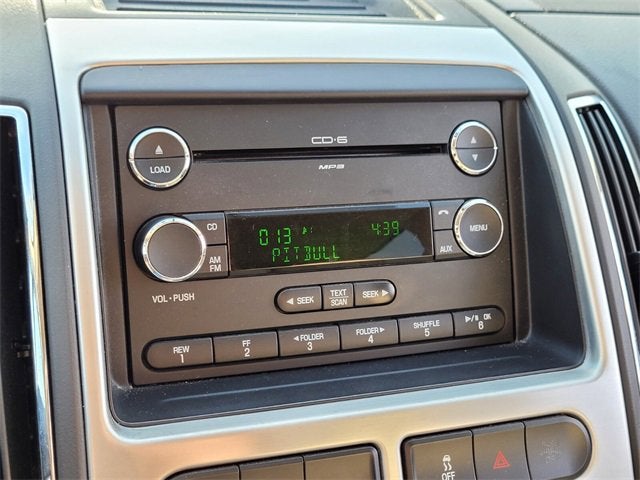 CD·6
LOAD
MP3
CD
013 4:39
PITBULL
MENU
AM
FM
AUX
VOL·PUSH
SEEK
TEXT
SCAN
SEEK
REW
1
FF
2
FOLDER
3
FOLDER
4
SHUFFLE
5
OK
6
OFF